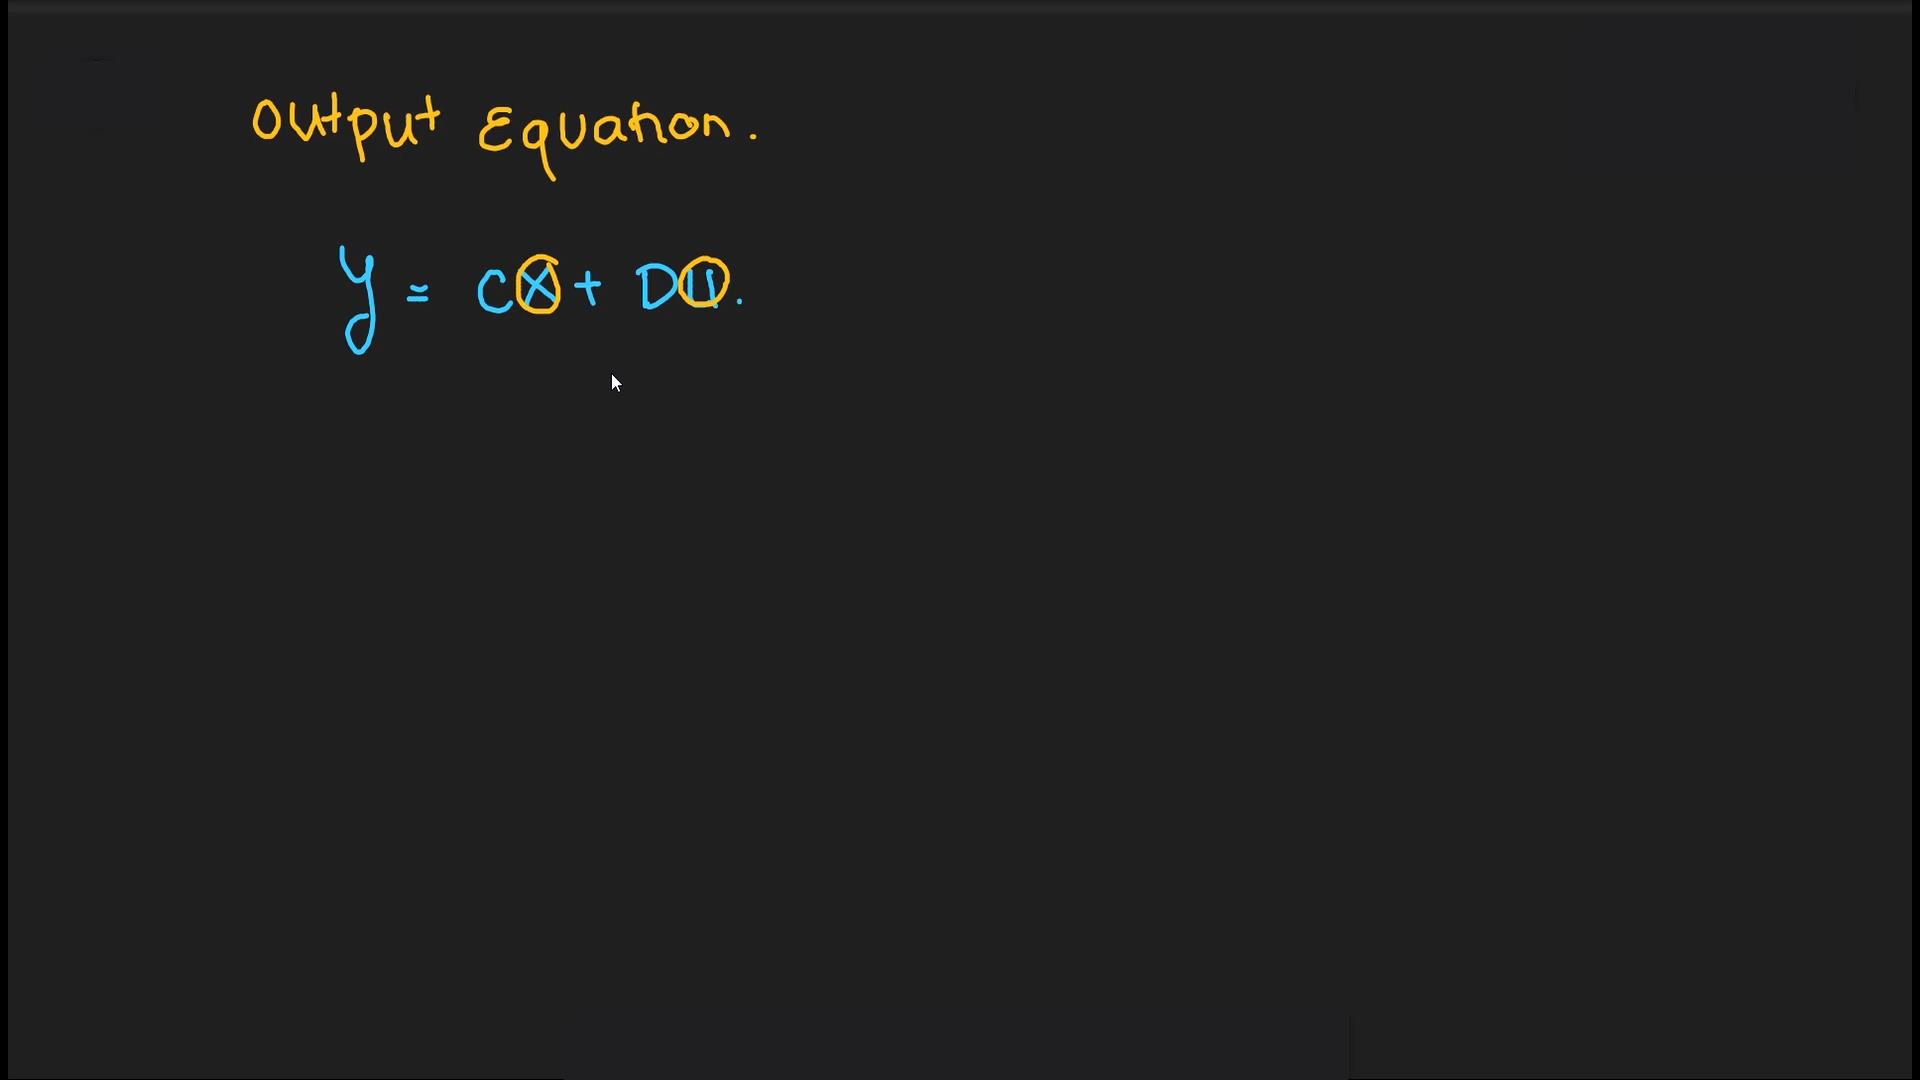 Output Equation.
y = CX + DU.